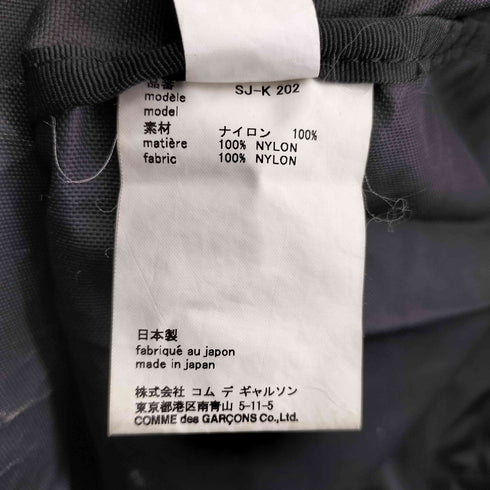 品番
modèle SJ-K 202
model
素材 ナイロン 100%
matière 100% NYLON
fabric 100% NYLON
日本製
fabriqué au japon
made in japan
株式会社 コム デ ギャルソン
東京都港区南青山 5-11-5
COMME des GARÇONS Co.,Ltd.